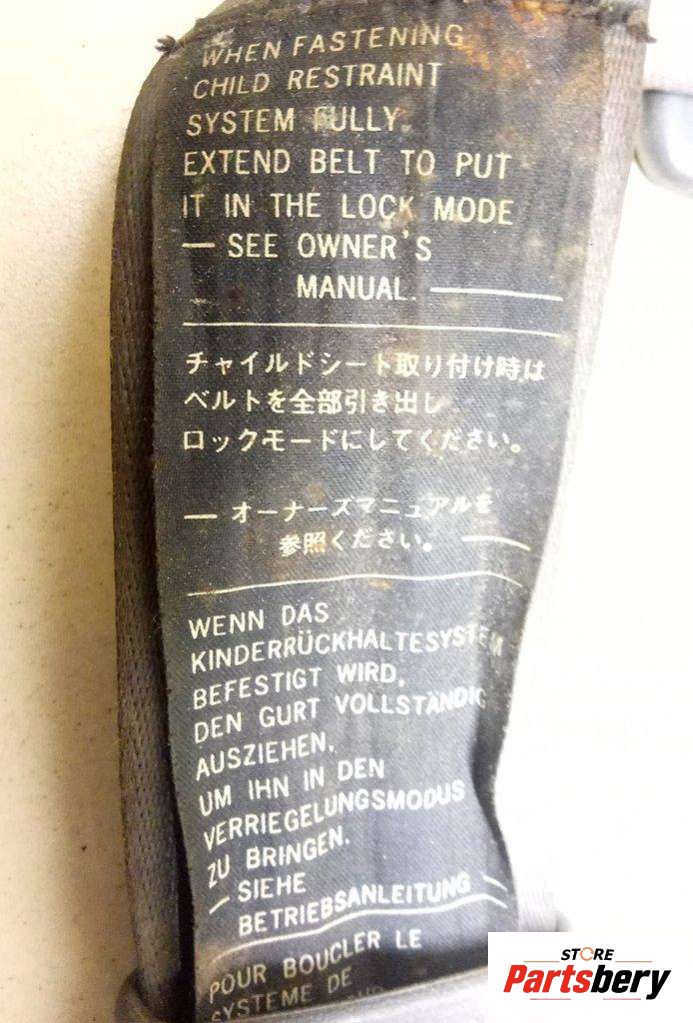 WHEN FASTENING
CHILD RESTRAINT
SYSTEM FULLY
EXTEND BELT TO PUT
IT IN THE LOCK MODE
— SEE OWNER'S
MANUAL. —
チャイルドシート取り付け時は
ベルトを全部引き出し
ロックモードにしてください。
— オーナーズマニュアルを
参照ください。 —
WENN DAS
KINDERRÜCKHALTESYSTEM
BEFESTIGT WIRD,
DEN GURT VOLLSTÄNDIG
AUSZIEHEN,
UM IHN IN DEN
VERRIEGELUNGSMODUS
ZU BRINGEN.
— SIEHE
BETRIEBSANLEITUNG —
POUR BOUCLER LE
SYSTEME DE
STORE
Partsbery